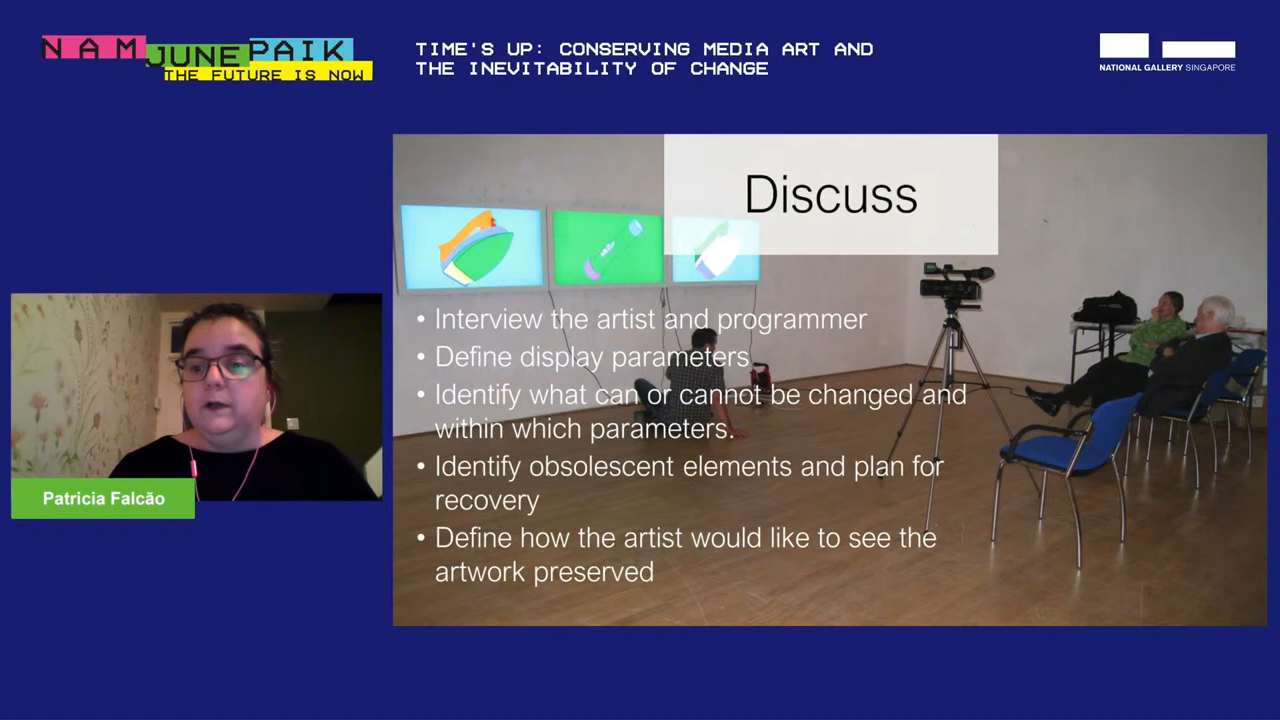 NAM JUNE PAIK
THE FUTURE IS NOW
TIME'S UP: CONSERVING MEDIA ART AND
THE INEVITABILITY OF CHANGE
NATIONAL GALLERY SINGAPORE
Discuss
• Interview the artist and programmer
• Define display parameters
• Identify what can or cannot be changed and
within which parameters.
• Identify obsolescent elements and plan for
recovery
• Define how the artist would like to see the
artwork preserved
Patricia Falcão